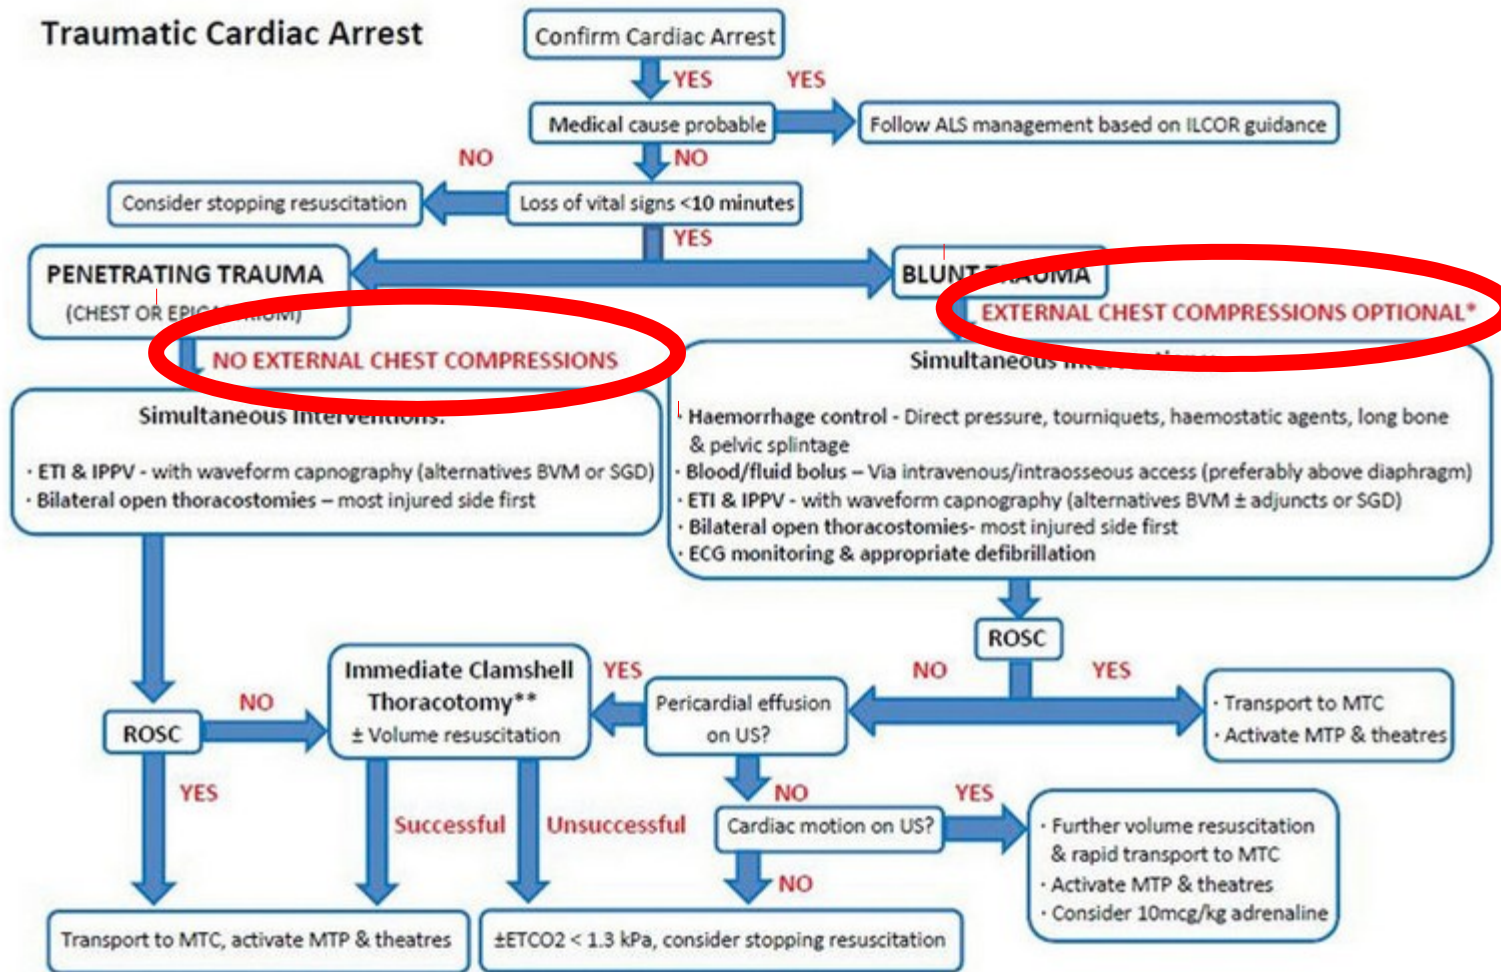 Traumatic Cardiac Arrest
Confirm Cardiac Arrest
YES
YES
Medical cause probable
Follow ALS management based on ILCOR guidance
NO
NO
Consider stopping resuscitation
Loss of vital signs <10 minutes
YES
PENETRATING TRAUMA
(CHEST OR EPIGASTRIUM)
BLUNT TRAUMA
NO EXTERNAL CHEST COMPRESSIONS
EXTERNAL CHEST COMPRESSIONS OPTIONAL*
Simultaneous Interventions:
· ETI & IPPV - with waveform capnography (alternatives BVM or SGD)
· Bilateral open thoracostomies – most injured side first
Simultaneous
· Haemorrhage control - Direct pressure, tourniquets, haemostatic agents, long bone
& pelvic splintage
· Blood/fluid bolus – Via intravenous/intraosseous access (preferably above diaphragm)
· ETI & IPPV - with waveform capnography (alternatives BVM ± adjuncts or SGD)
· Bilateral open thoracostomies- most injured side first
· ECG monitoring & appropriate defibrillation
ROSC
NO
YES
· Transport to MTC
· Activate MTP & theatres
Pericardial effusion
on US?
YES
Immediate Clamshell
Thoracotomy**
± Volume resuscitation
NO
ROSC
YES
Successful
Unsuccessful
NO
Cardiac motion on US?
YES
· Further volume resuscitation
& rapid transport to MTC
· Activate MTP & theatres
· Consider 10mcg/kg adrenaline
NO
Transport to MTC, activate MTP & theatres
±ETCO2 < 1.3 kPa, consider stopping resuscitation